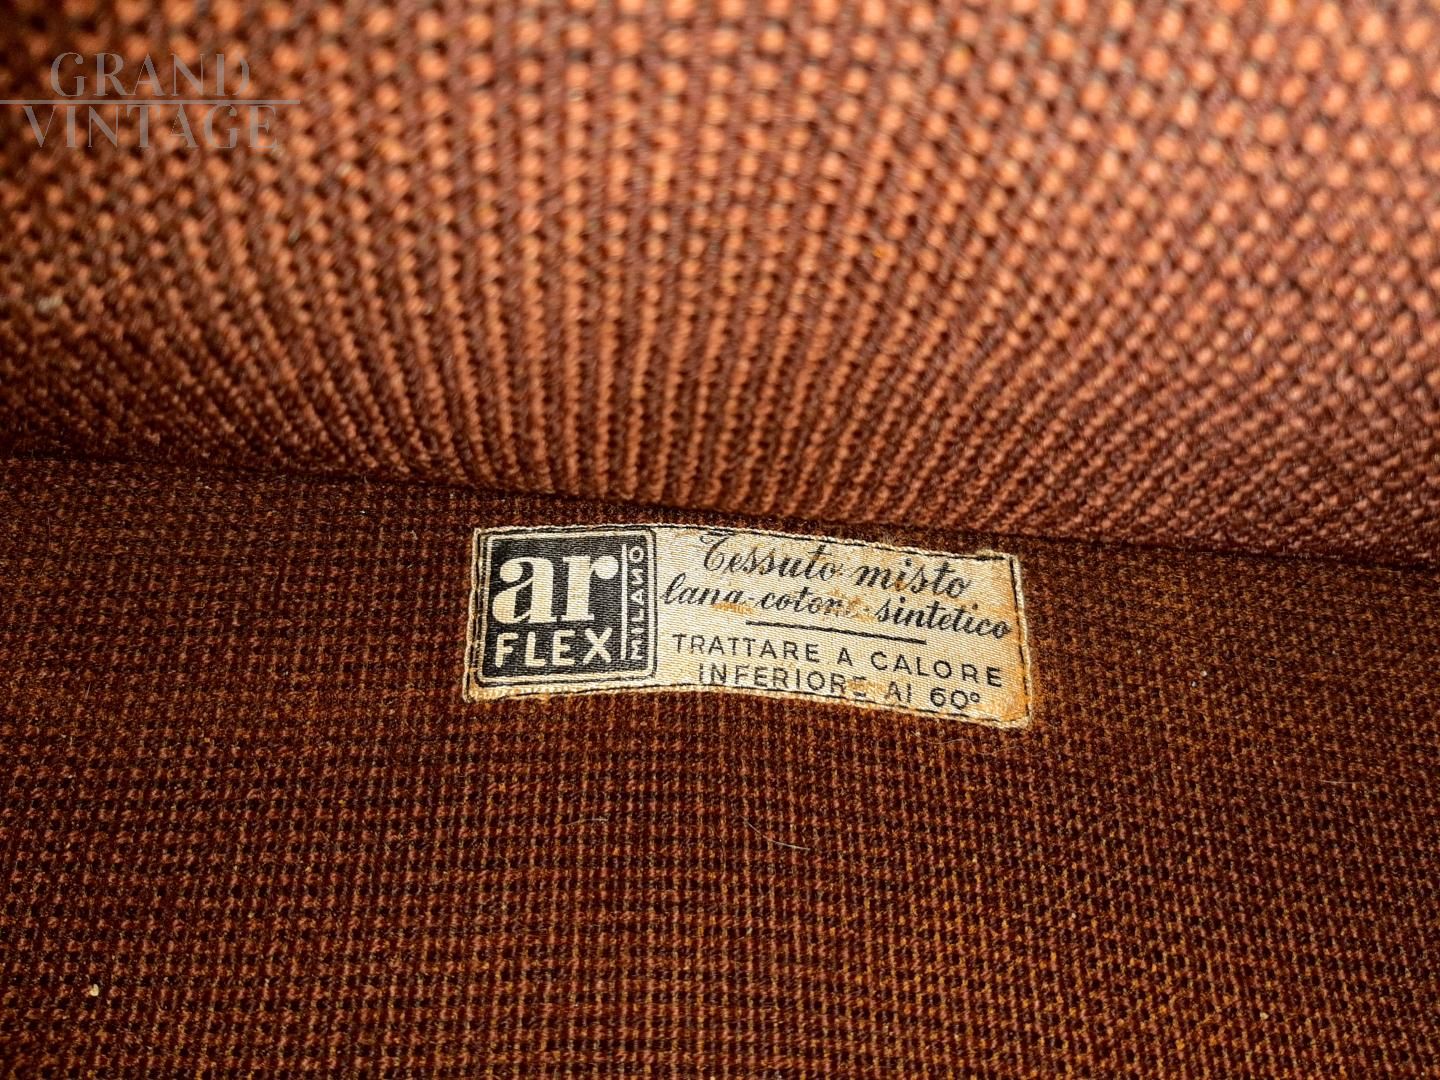 GRAND
VINTAGE
ar
FLEX
MILANO
Tessuto misto
lana-cotone-sintetico
TRATTARE A CALORE
INFERIORE AI 60°